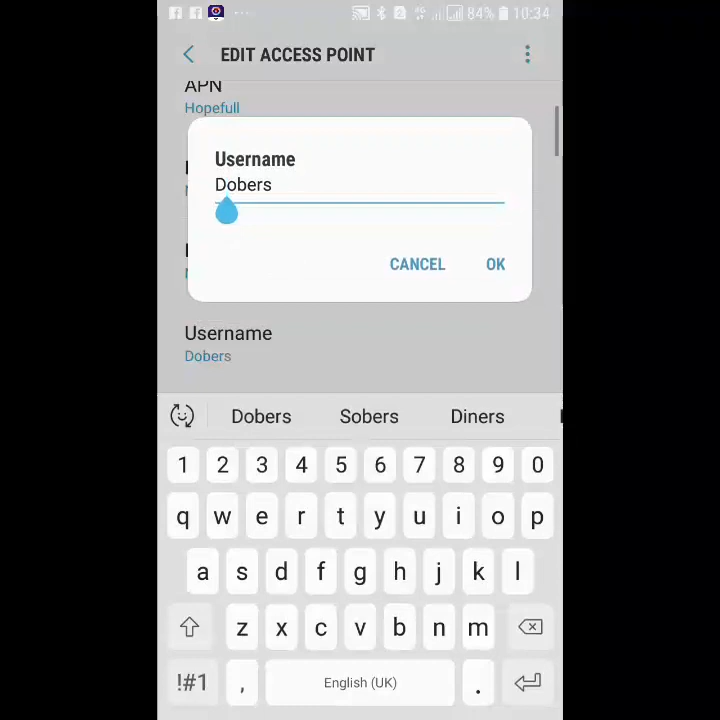 84% 10:34
EDIT ACCESS POINT
APN
Hopefull
Username
Dobers
CANCEL OK
Username
Dobers
Dobers Sobers Diners
1 2 3 4 5 6 7 8 9 0
q w e r t y u i o p
a s d f g h j k l
z x c v b n m
!#1 , English (UK) .